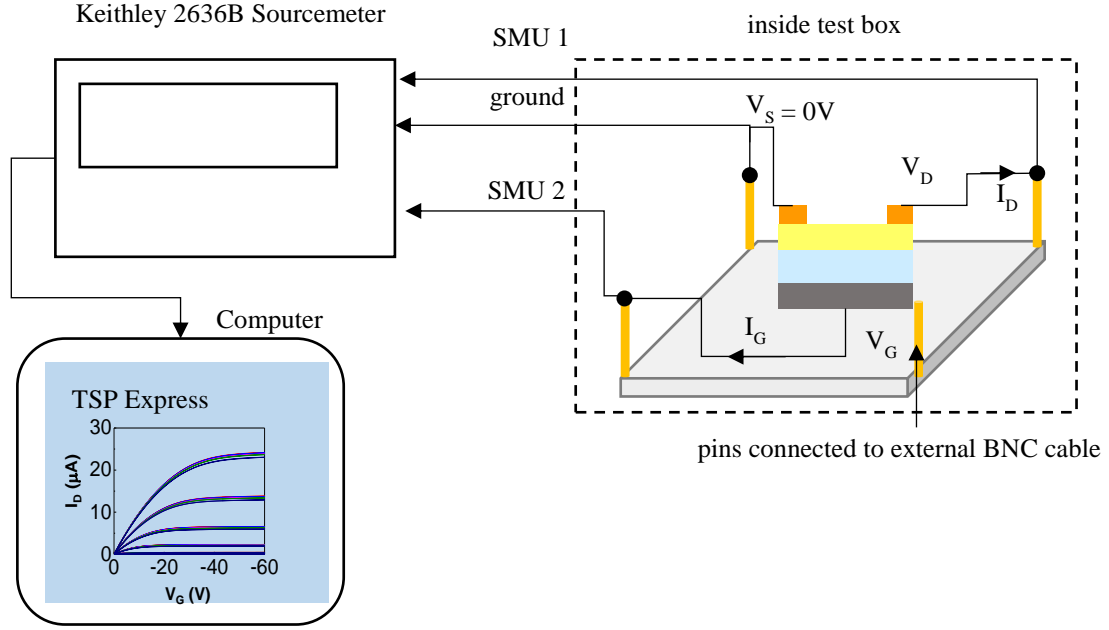 Keithley 2636B Sourcemeter
SMU 1
inside test box
ground
V_S = 0V
V_D
I_D
SMU 2
I_G
V_G
Computer
pins connected to external BNC cable
TSP Express
30
20
10
0
I_D (µA)
0 -20 -40 -60
V_G (V)